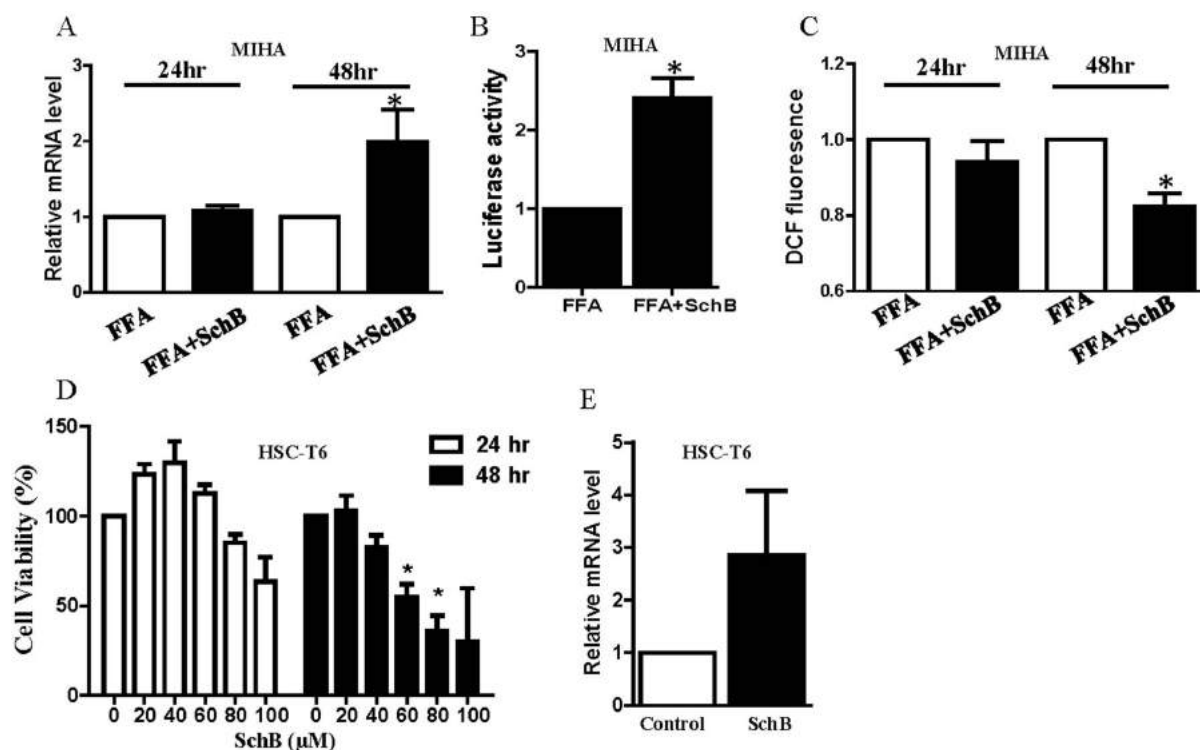 A
MIHA
24hr
48hr
*
Relative mRNA level
3
2
1
0
FFA
FFA+SchB
FFA
FFA+SchB
B
MIHA
*
Luciferase activity
3
2
1
0
FFA
FFA+SchB
C
MIHA
24hr
48hr
*
DCF fluoresence
1.2
1.0
0.8
0.6
FFA
FFA+SchB
FFA
FFA+SchB
D
HSC-T6
24 hr
48 hr
Cell Viability (%)
150
100
50
0
* *
0 20 40 60 80 100 0 20 40 60 80 100
SchB (µM)
E
HSC-T6
Relative mRNA level
5
4
3
2
1
0
Control
SchB